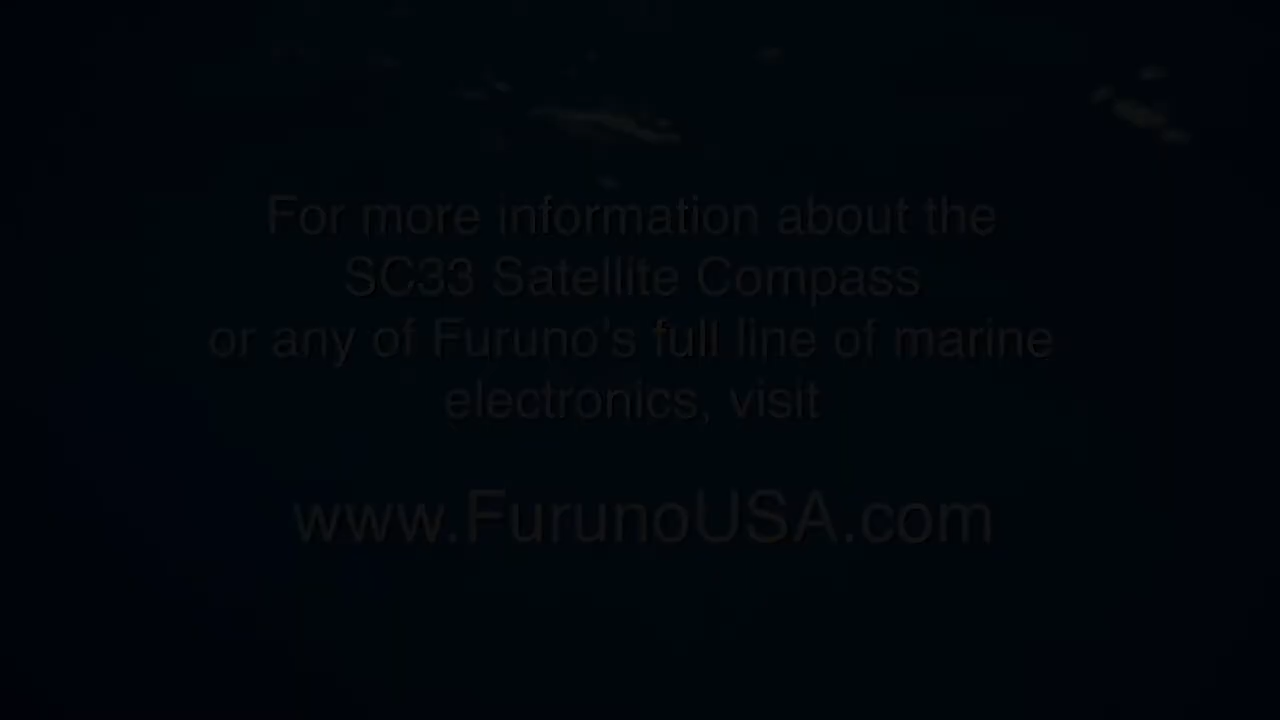 For more information about the
SC33 Satellite Compass
or any of Furuno's full line of marine
electronics, visit
www.FurunoUSA.com